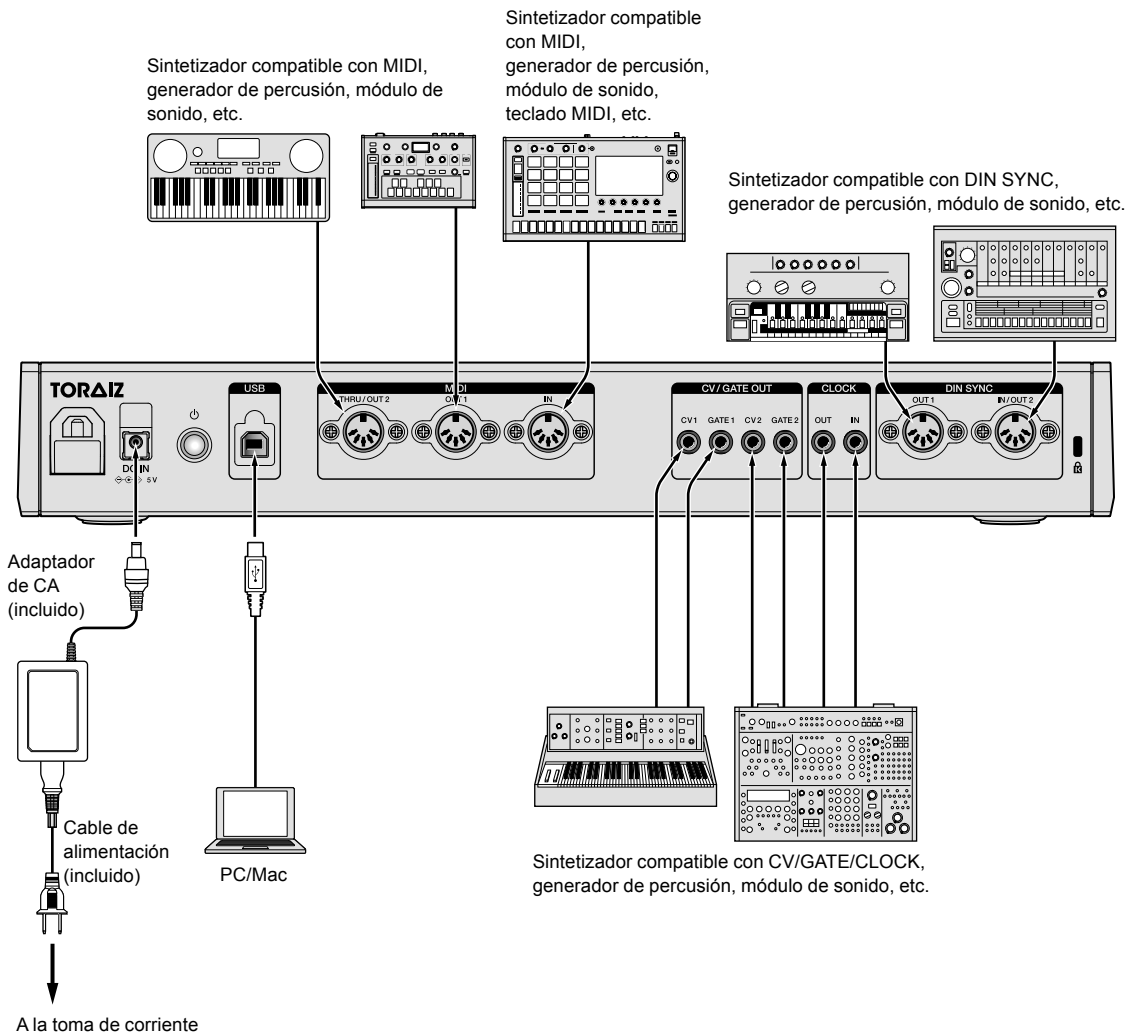 Sintetizador compatible
con MIDI,
generador de percusión,
módulo de sonido,
teclado MIDI, etc.
Sintetizador compatible con MIDI,
generador de percusión, módulo de
sonido, etc.
Sintetizador compatible con DIN SYNC,
generador de percusión, módulo de sonido, etc.
TORAIZ
USB
MIDI
CV / GATE OUT
CLOCK
DIN SYNC
THRU / OUT 2
OUT 1
IN
CV 1
GATE 1
CV 2
GATE 2
OUT
IN
OUT 1
IN / OUT 2
DC IN
5 V
Adaptador
de CA
(incluido)
Cable de
alimentación
(incluido)
PC/Mac
Sintetizador compatible con CV/GATE/CLOCK,
generador de percusión, módulo de sonido, etc.
A la toma de corriente